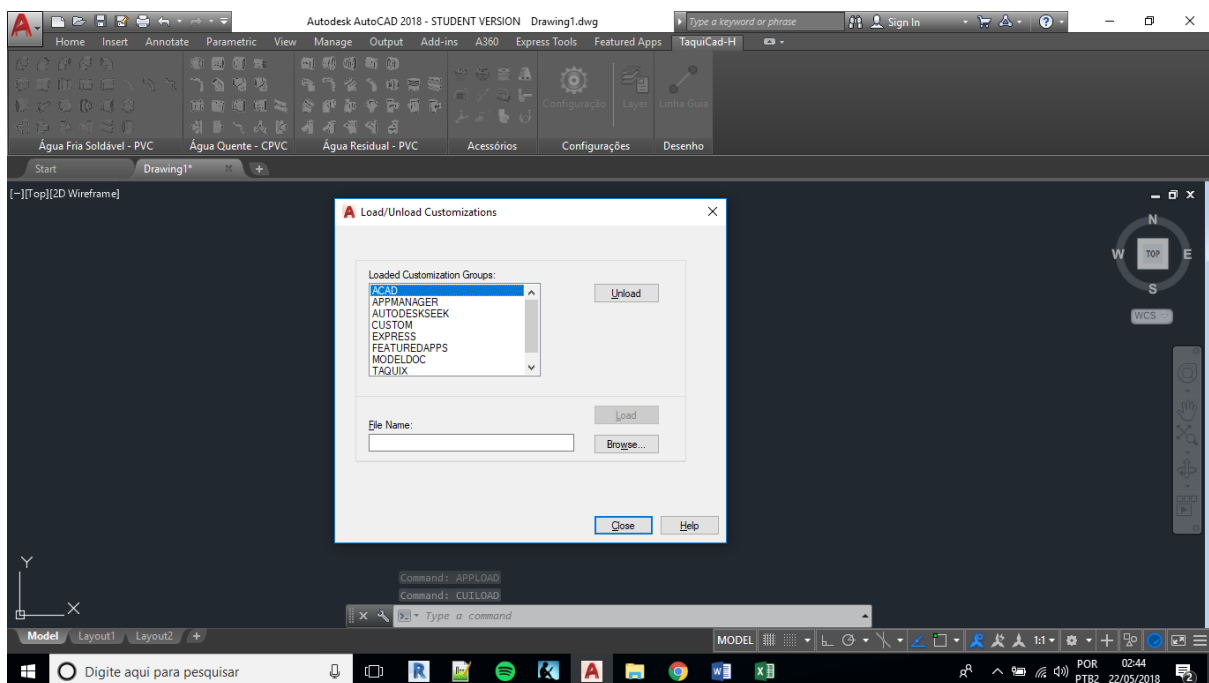 Autodesk AutoCAD 2018 - STUDENT VERSION Drawing1.dwg
Type a keyword or phrase
Sign In
Home Insert Annotate Parametric View Manage Output Add-ins A360 Express Tools Featured Apps TaquiCad-H
Configuração Layer Linha Guia
Água Fria Soldável - PVC Água Quente - CPVC Água Residual - PVC Acessórios Configurações Desenho
Start Drawing1*
[-][Top][2D Wireframe]
Load/Unload Customizations
Loaded Customization Groups:
ACAD
APPMANAGER
AUTODESKSEEK
CUSTOM
EXPRESS
FEATUREDAPPS
MODELDOC
TAQUIX
Unload
Load
File Name:
Browse...
Close Help
N
W TOP E
S
WCS
Y
X
Command: APPLOAD
Command: CUILOAD
Type a command
Model Layout1 Layout2 +
MODEL 1:1
Digite aqui para pesquisar
POR 02:44
PTB2 22/05/2018